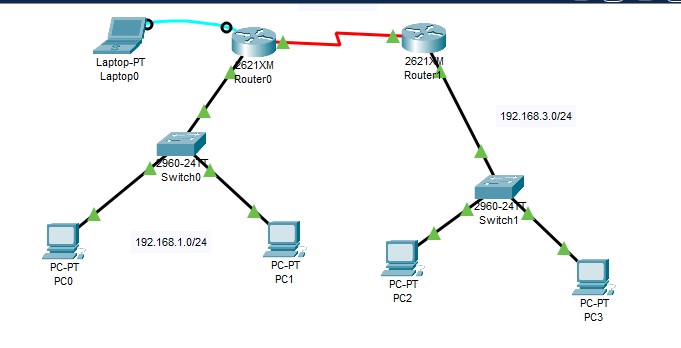 Laptop-PT
Laptop0
2621XM
Router0
2621XM
Router1
192.168.3.0/24
2960-24TT
Switch0
2960-24TT
Switch1
192.168.1.0/24
PC-PT
PC0
PC-PT
PC1
PC-PT
PC2
PC-PT
PC3